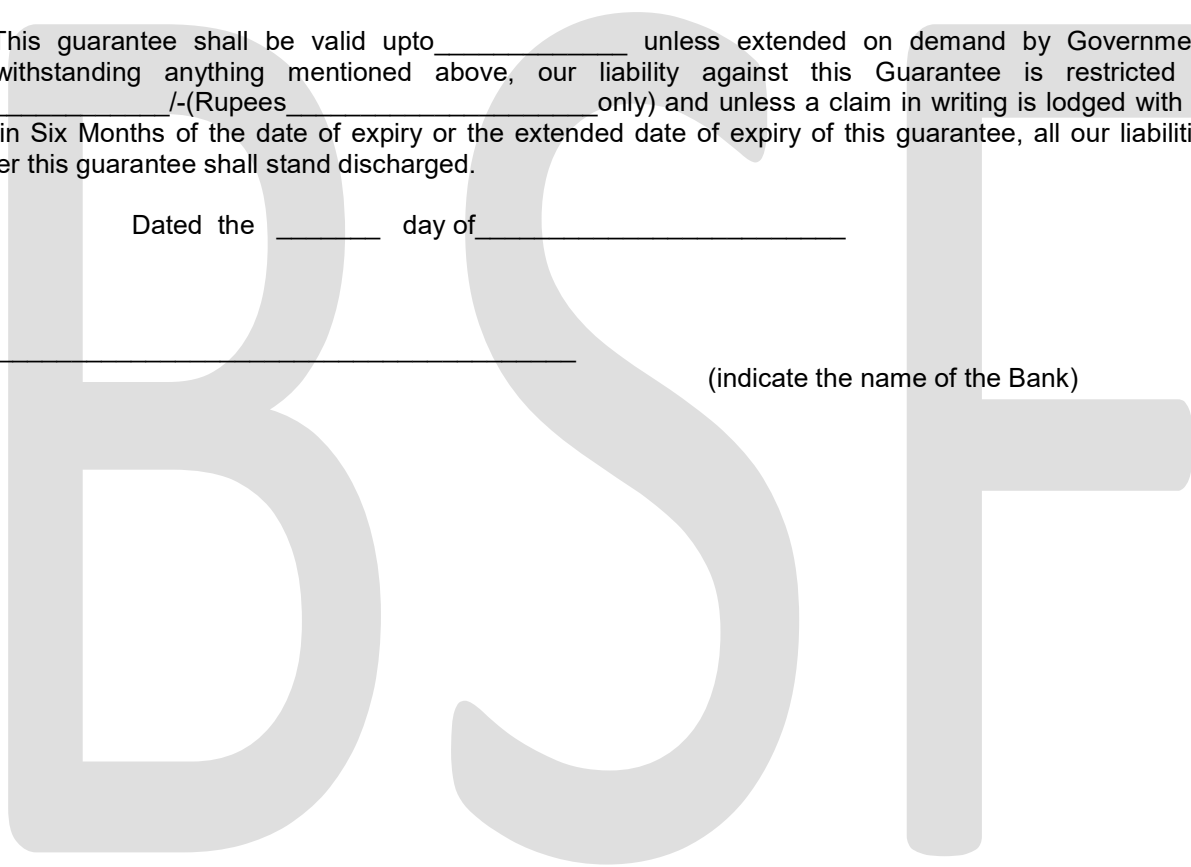 This guarantee shall be valid upto_____________ unless extended on demand by Governme
withstanding anything mentioned above, our liability against this Guarantee is restricted
____________/-(Rupees_____________________only) and unless a claim in writing is lodged with
in Six Months of the date of expiry or the extended date of expiry of this guarantee, all our liabiliti
er this guarantee shall stand discharged.
Dated the _______ day of_________________________
_______________________________________
(indicate the name of the Bank)
BSF